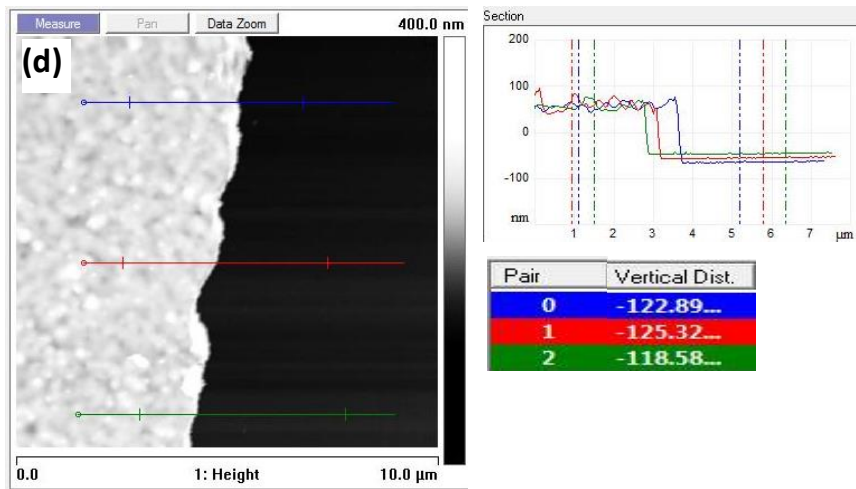 Measure Pan Data Zoom 400.0 nm
(d)
0.0 1: Height 10.0 µm
Section
200
100
0
-100
nm
1 2 3 4 5 6 7 µm
Pair Vertical Dist.
0 -122.89...
1 -125.32...
2 -118.58...